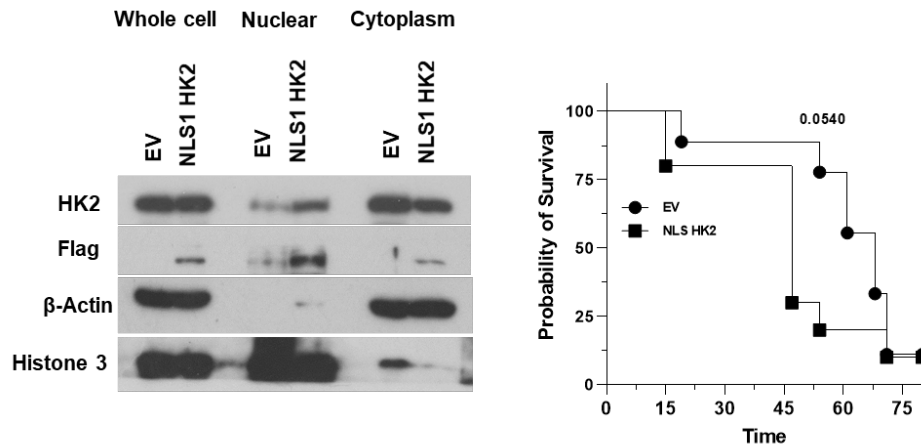 Whole cell Nuclear Cytoplasm
EV NLS1 HK2 EV NLS1 HK2 EV NLS1 HK2
HK2
Flag
β-Actin
Histone 3
Probability of Survival
100
75
50
25
0
0.0540
EV
NLS HK2
0 15 30 45 60 75
Time